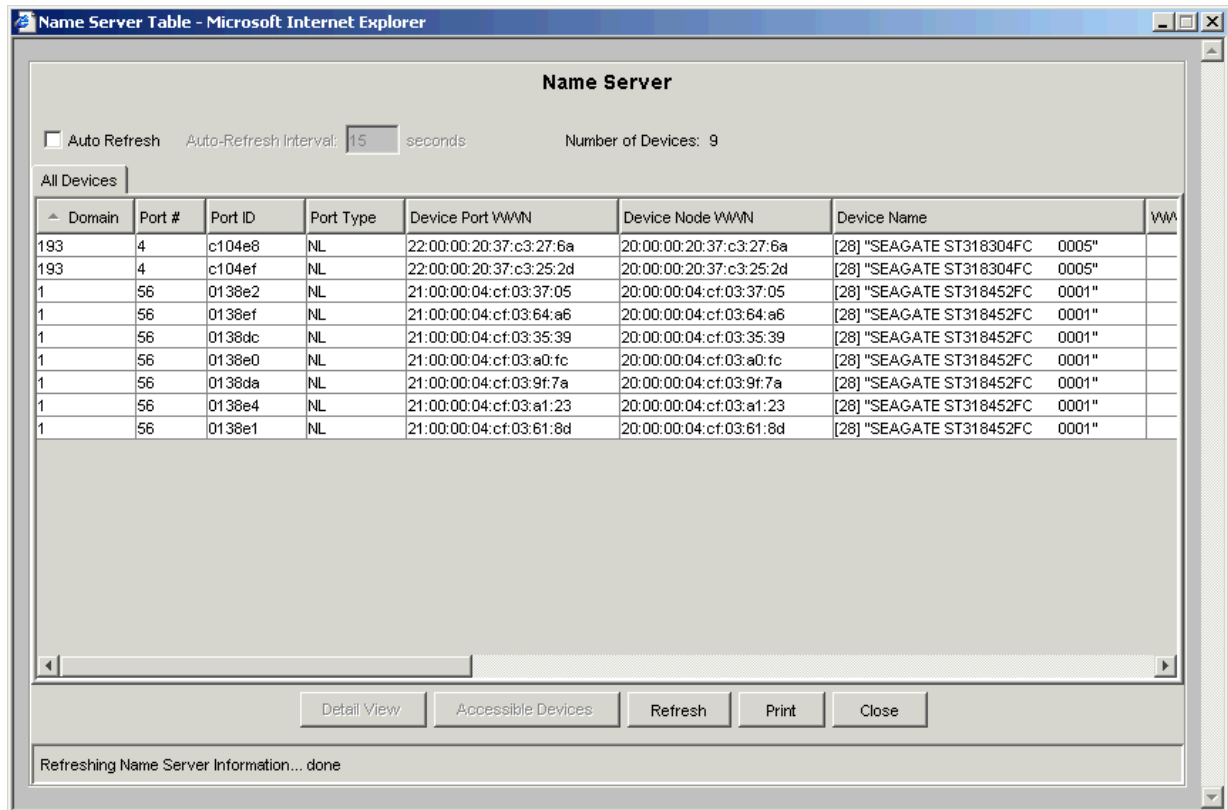 Name Server Table - Microsoft Internet Explorer
Name Server
Auto Refresh Auto-Refresh Interval: 15 seconds Number of Devices: 9
All Devices
Domain Port # Port ID Port Type Device Port WWN Device Node WWN Device Name WW
193 4 c104e8 NL 22:00:00:20:37:c3:27:6a 20:00:00:20:37:c3:27:6a [28] "SEAGATE ST318304FC 0005"
193 4 c104ef NL 22:00:00:20:37:c3:25:2d 20:00:00:20:37:c3:25:2d [28] "SEAGATE ST318304FC 0005"
1 56 0138e2 NL 21:00:00:04:cf:03:37:05 20:00:00:04:cf:03:37:05 [28] "SEAGATE ST318452FC 0001"
1 56 0138ef NL 21:00:00:04:cf:03:64:a6 20:00:00:04:cf:03:64:a6 [28] "SEAGATE ST318452FC 0001"
1 56 0138dc NL 21:00:00:04:cf:03:35:39 20:00:00:04:cf:03:35:39 [28] "SEAGATE ST318452FC 0001"
1 56 0138e0 NL 21:00:00:04:cf:03:a0:fc 20:00:00:04:cf:03:a0:fc [28] "SEAGATE ST318452FC 0001"
1 56 0138da NL 21:00:00:04:cf:03:9f:7a 20:00:00:04:cf:03:9f:7a [28] "SEAGATE ST318452FC 0001"
1 56 0138e4 NL 21:00:00:04:cf:03:a1:23 20:00:00:04:cf:03:a1:23 [28] "SEAGATE ST318452FC 0001"
1 56 0138e1 NL 21:00:00:04:cf:03:61:8d 20:00:00:04:cf:03:61:8d [28] "SEAGATE ST318452FC 0001"
Detail View Accessible Devices Refresh Print Close
Refreshing Name Server Information... done